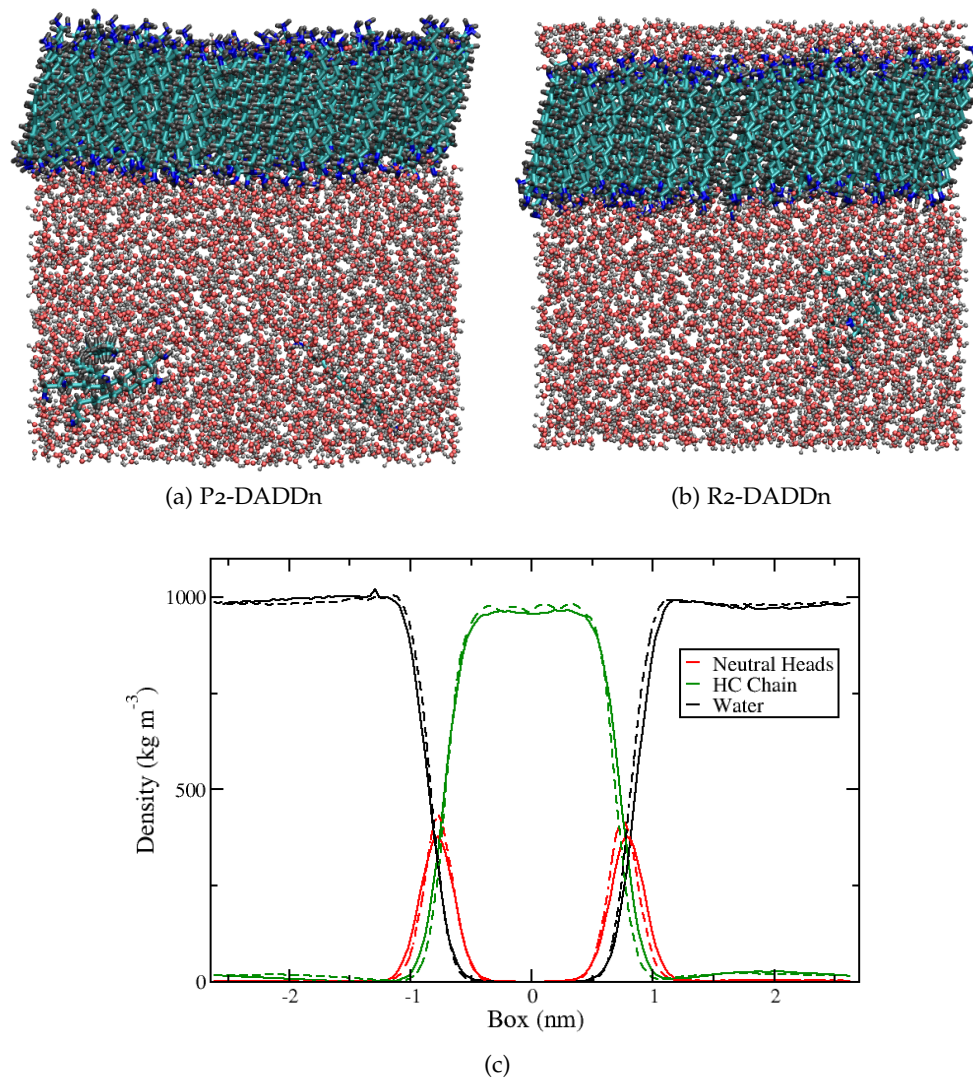 (a) P2-DADDn
(b) R2-DADDn
-2
-1
0
1
2
1000
500
0
Density (kg m⁻³)
Neutral Heads
HC Chain
Water
Box (nm)
(c)